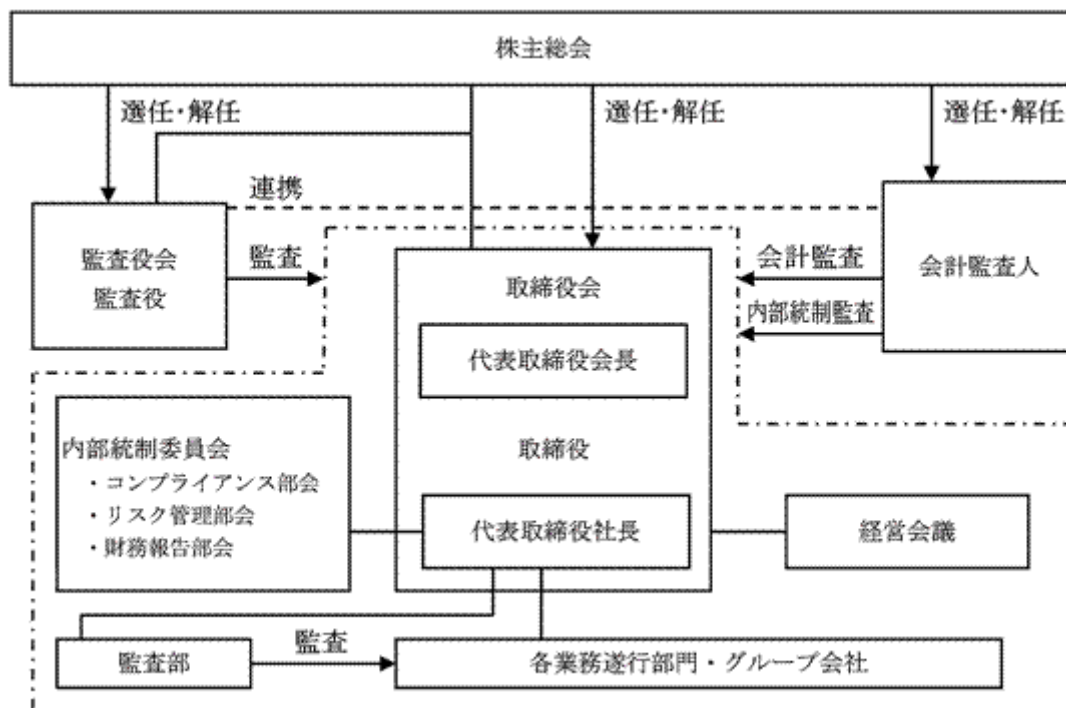 株主総会
選任・解任
選任・解任
選任・解任
連携
監査役会
監査役
監査
取締役会
会計監査
内部統制監査
会計監査人
代表取締役会長
取締役
代表取締役社長
内部統制委員会
・コンプライアンス部会
・リスク管理部会
・財務報告部会
経営会議
監査部
監査
各業務遂行部門・グループ会社